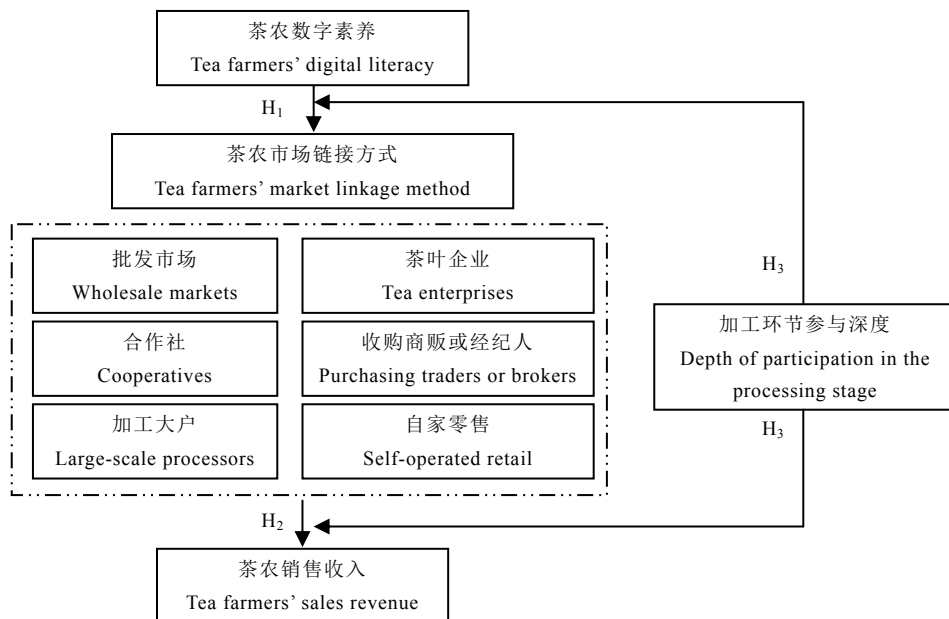 茶农数字素养
Tea farmers’ digital literacy
H₁
茶农市场链接方式
Tea farmers’ market linkage method
批发市场
Wholesale markets
茶叶企业
Tea enterprises
合作社
Cooperatives
收购商贩或经纪人
Purchasing traders or brokers
加工大户
Large-scale processors
自家零售
Self-operated retail
H₃
加工环节参与深度
Depth of participation in the
processing stage
H₃
H₂
茶农销售收入
Tea farmers’ sales revenue